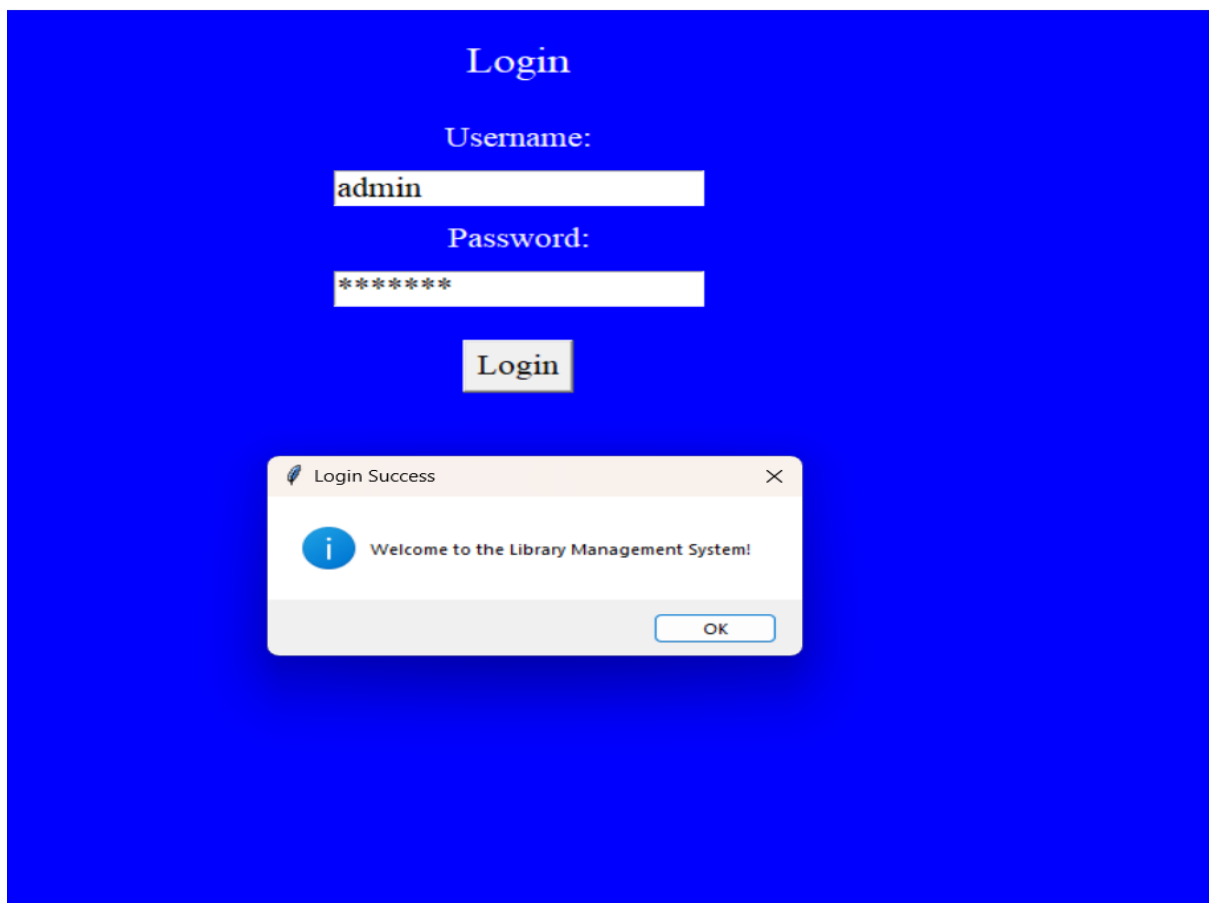 Login
Username:
admin
Password:
*******
Login
Login Success
Welcome to the Library Management System!
OK